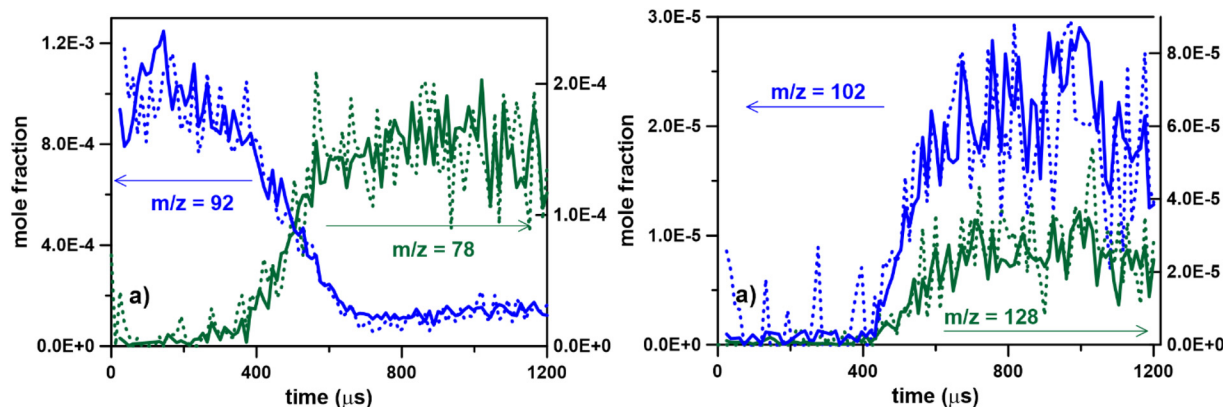 1.2E-3
8.0E-4
4.0E-4
0.0E+0
mole fraction
m/z = 92
m/z = 78
a)
2.0E-4
1.0E-4
0.0E+0
0
400
800
1200
time (μs)
3.0E-5
2.0E-5
1.0E-5
0.0E+0
mole fraction
m/z = 102
m/z = 128
a)
8.0E-5
6.0E-5
4.0E-5
2.0E-5
0.0E+0
0
400
800
1200
time (μs)